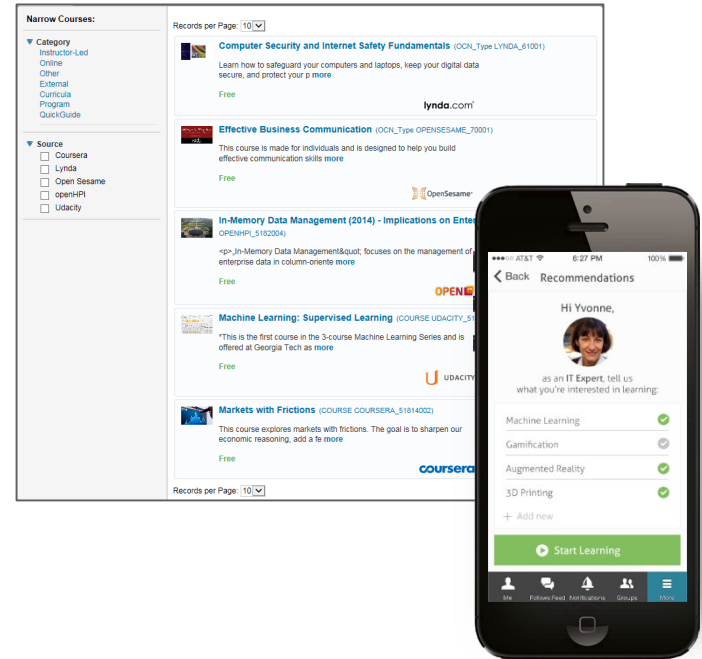 Narrow Courses:
Category
Instructor-Led
Online
Other
External
Curricula
Program
QuickGuide
Source
Coursera
Lynda
Open Sesame
openHPI
Udacity
Records per Page: 10
Computer Security and Internet Safety Fundamentals (OCN_Type LYNDA_61001)
Learn how to safeguard your computers and laptops, keep your digital data
secure, and protect your p more
Free
lynda.com
Effective Business Communication (OCN_Type OPENSESAME_70001)
This course is made for individuals and is designed to help you build
effective communication skills more
Free
OpenSesame
In-Memory Data Management (2014) - Implications on Enter
OPENHPI_5182004)
<p>„In-Memory Data Management&quot; focuses on the management of
enterprise data in column-oriente more
Free
OPEN
Machine Learning: Supervised Learning (COURSE UDACITY_51
*This is the first course in the 3-course Machine Learning Series and is
offered at Georgia Tech as more
Free
UDACITY
Markets with Frictions (COURSE COURSERA_51814002)
This course explores markets with frictions. The goal is to sharpen our
economic reasoning, add a fe more
Free
coursera
Records per Page: 10
AT&T 6:27 PM 100%
Back Recommendations
Hi Yvonne,
as an IT Expert, tell us
what you're interested in learning:
Machine Learning
Gamification
Augmented Reality
3D Printing
+ Add new
Start Learning
Me Follows Feed Notifications Groups More